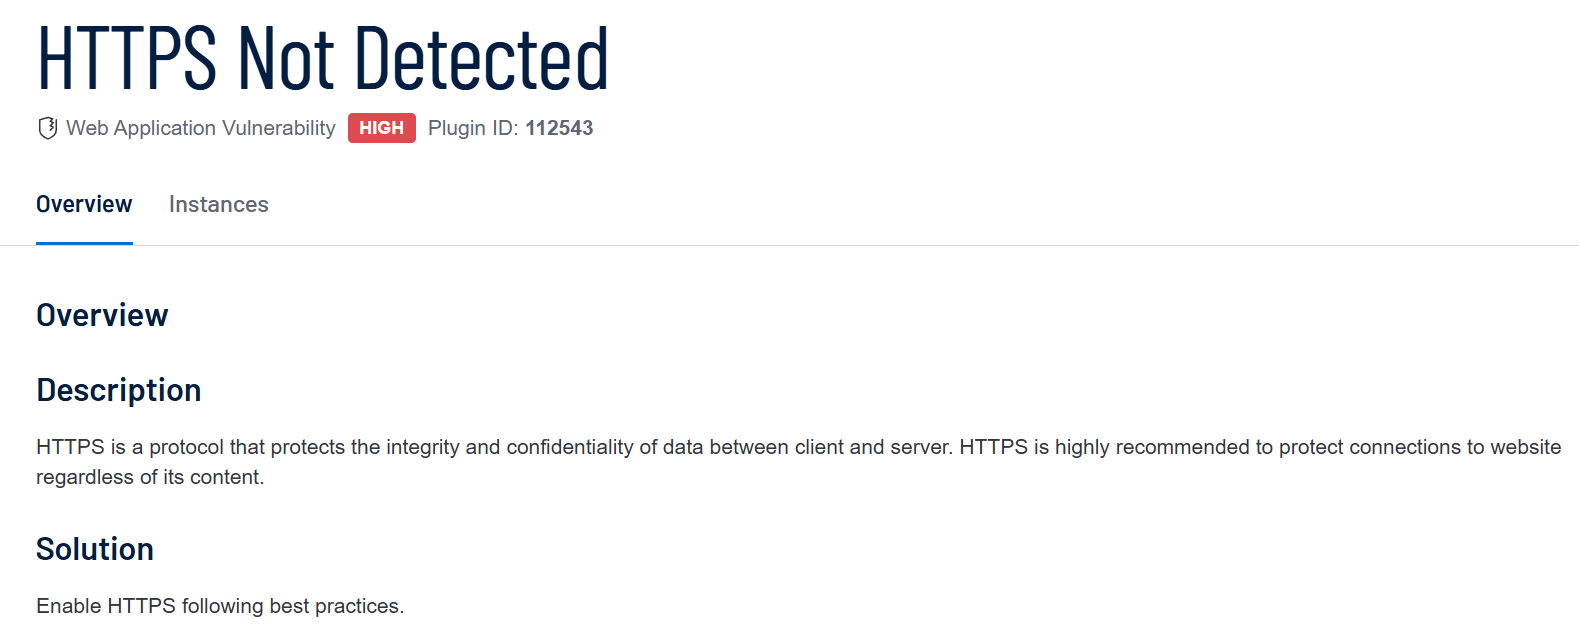 HTTPS Not Detected
Web Application Vulnerability HIGH Plugin ID: 112543
Overview Instances
Overview
Description
HTTPS is a protocol that protects the integrity and confidentiality of data between client and server. HTTPS is highly recommended to protect connections to website
regardless of its content.
Solution
Enable HTTPS following best practices.